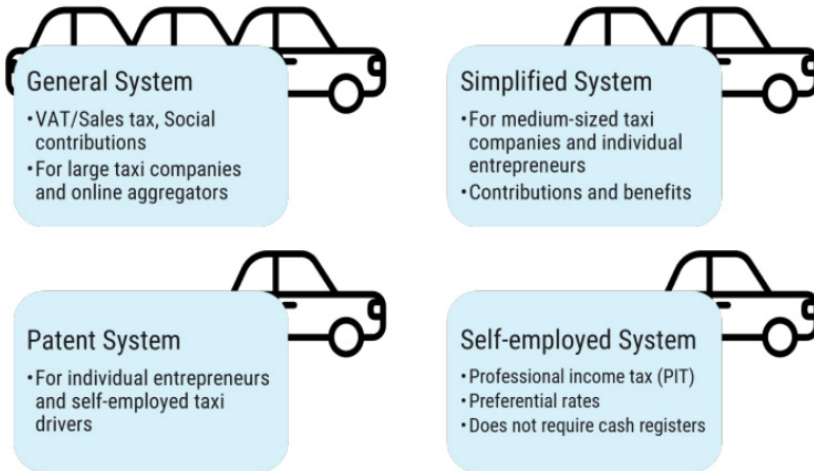 General System
•VAT/Sales tax, Social
contributions
•For large taxi companies
and online aggregators
Simplified System
•For medium-sized taxi
companies and individual
entrepreneurs
•Contributions and benefits
Patent System
•For individual entrepreneurs
and self-employed taxi
drivers
Self-employed System
•Professional income tax (PIT)
•Preferential rates
•Does not require cash registers